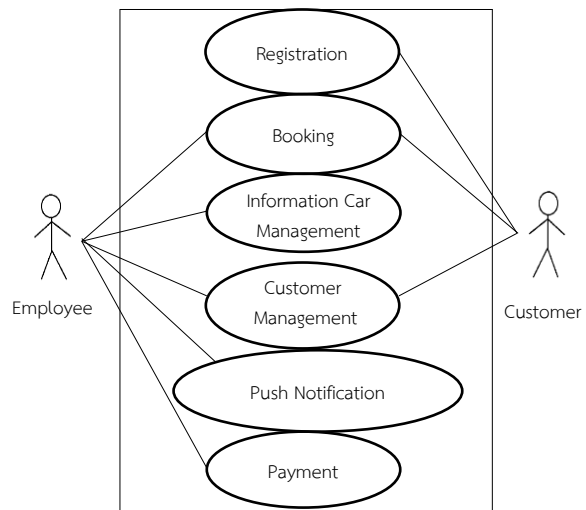 Registration
Booking
Information Car
Management
Customer
Management
Push Notification
Payment
Employee
Customer